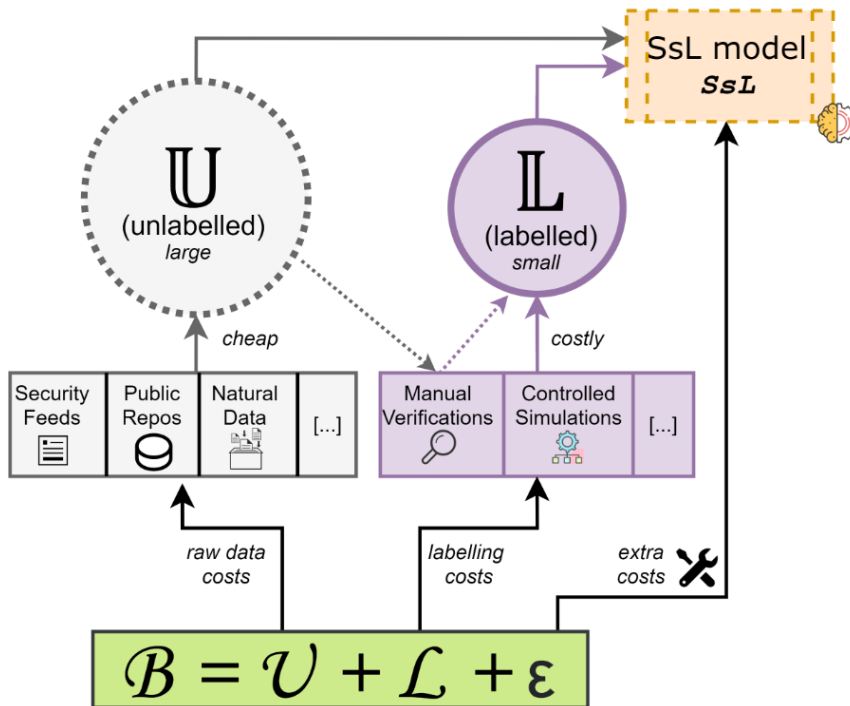 SsL model
SsL
𝕌
(unlabelled)
large
𝕃
(labelled)
small
cheap
costly
Security
Feeds
Public
Repos
Natural
Data
[...]
Manual
Verifications
Controlled
Simulations
[...]
raw data
costs
labelling
costs
extra
costs
ℬ = 𝒰 + ℒ + ε